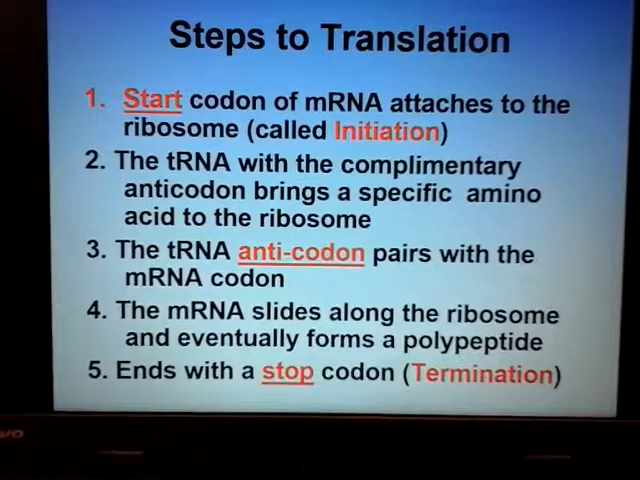 Steps to Translation
1. Start codon of mRNA attaches to the
ribosome (called Initiation)
2. The tRNA with the complimentary
anticodon brings a specific amino
acid to the ribosome
3. The tRNA anti-codon pairs with the
mRNA codon
4. The mRNA slides along the ribosome
and eventually forms a polypeptide
5. Ends with a stop codon (Termination)